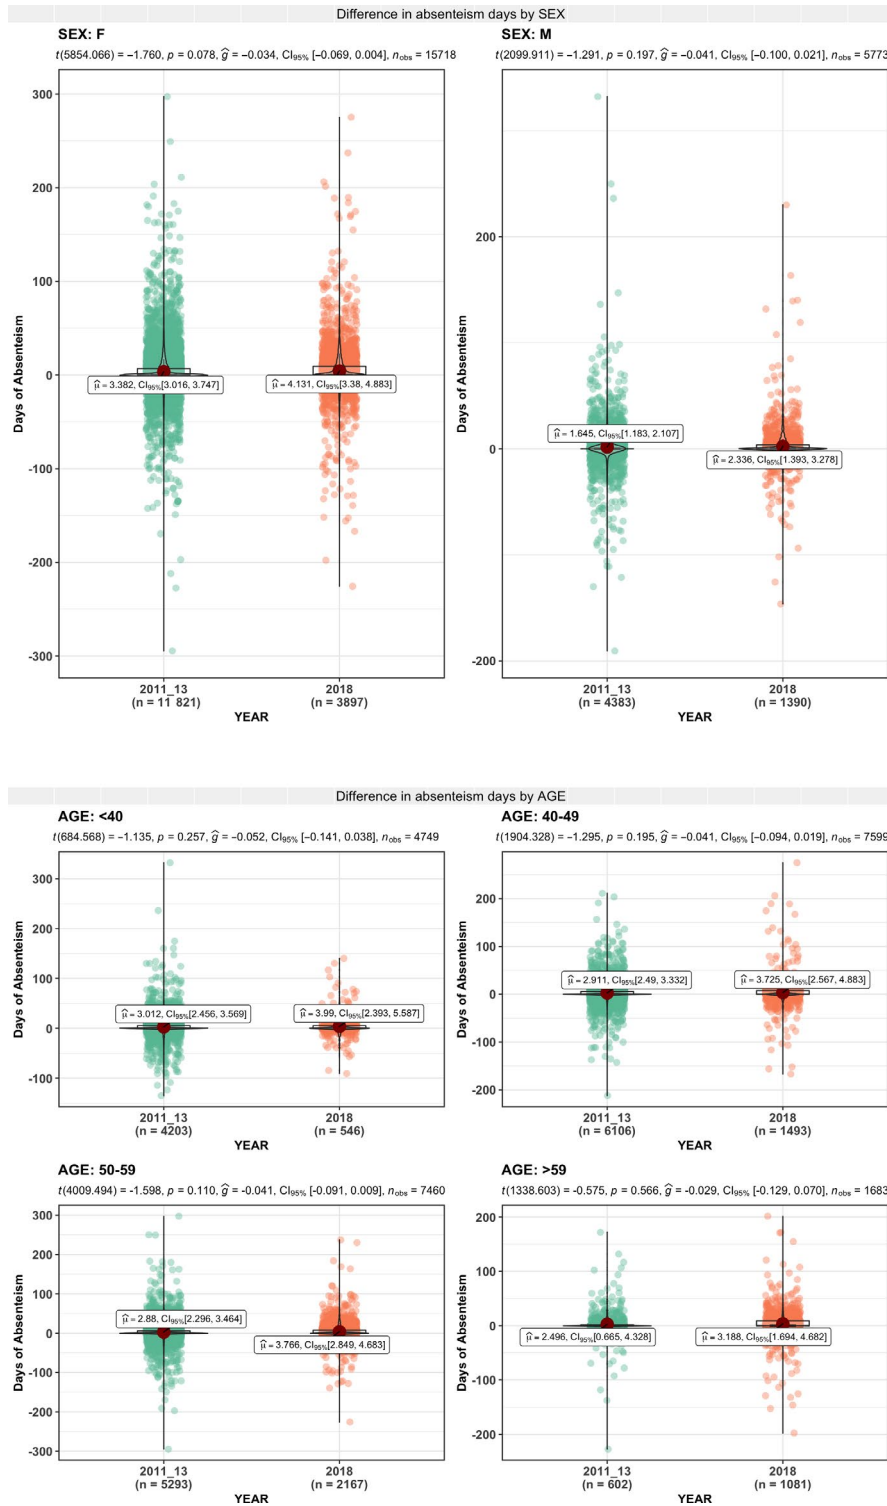 Difference in absenteism days by SEX
SEX: F
t(5854.066) = −1.760, p = 0.078, ĝ = −0.034, CI95% [−0.069, 0.004], nobs = 15718
300
200
100
0
-100
-200
-300
Days of Absenteism
μ̂ = 3.382, CI95%[3.016, 3.747]
μ̂ = 4.131, CI95%[3.38, 4.883]
2011_13
(n = 11 821)
2018
(n = 3897)
YEAR
SEX: M
t(2099.911) = −1.291, p = 0.197, ĝ = −0.041, CI95% [−0.100, 0.021], nobs = 5773
200
100
0
-100
-200
Days of Absenteism
μ̂ = 1.645, CI95%[1.183, 2.107]
μ̂ = 2.336, CI95%[1.393, 3.278]
2011_13
(n = 4383)
2018
(n = 1390)
YEAR
Difference in absenteism days by AGE
AGE: <40
t(684.568) = −1.135, p = 0.257, ĝ = −0.052, CI95% [−0.141, 0.038], nobs = 4749
300
200
100
0
-100
Days of Absenteism
μ̂ = 3.012, CI95%[2.456, 3.569]
μ̂ = 3.99, CI95%[2.393, 5.587]
2011_13
(n = 4203)
2018
(n = 546)
YEAR
AGE: 40-49
t(1904.328) = −1.295, p = 0.195, ĝ = −0.041, CI95% [−0.094, 0.019], nobs = 7599
200
100
0
-100
-200
Days of Absenteism
μ̂ = 2.911, CI95%[2.49, 3.332]
μ̂ = 3.725, CI95%[2.567, 4.883]
2011_13
(n = 6106)
2018
(n = 1493)
YEAR
AGE: 50-59
t(4009.494) = −1.598, p = 0.110, ĝ = −0.041, CI95% [−0.091, 0.009], nobs = 7460
300
200
100
0
-100
-200
-300
Days of Absenteism
μ̂ = 2.88, CI95%[2.296, 3.464]
μ̂ = 3.766, CI95%[2.849, 4.683]
2011_13
(n = 5293)
2018
(n = 2167)
YEAR
AGE: >59
t(1338.603) = −0.575, p = 0.566, ĝ = −0.029, CI95% [−0.129, 0.070], nobs = 1683
200
100
0
-100
-200
Days of Absenteism
μ̂ = 2.496, CI95%[0.665, 4.328]
μ̂ = 3.188, CI95%[1.694, 4.682]
2011_13
(n = 602)
2018
(n = 1081)
YEAR